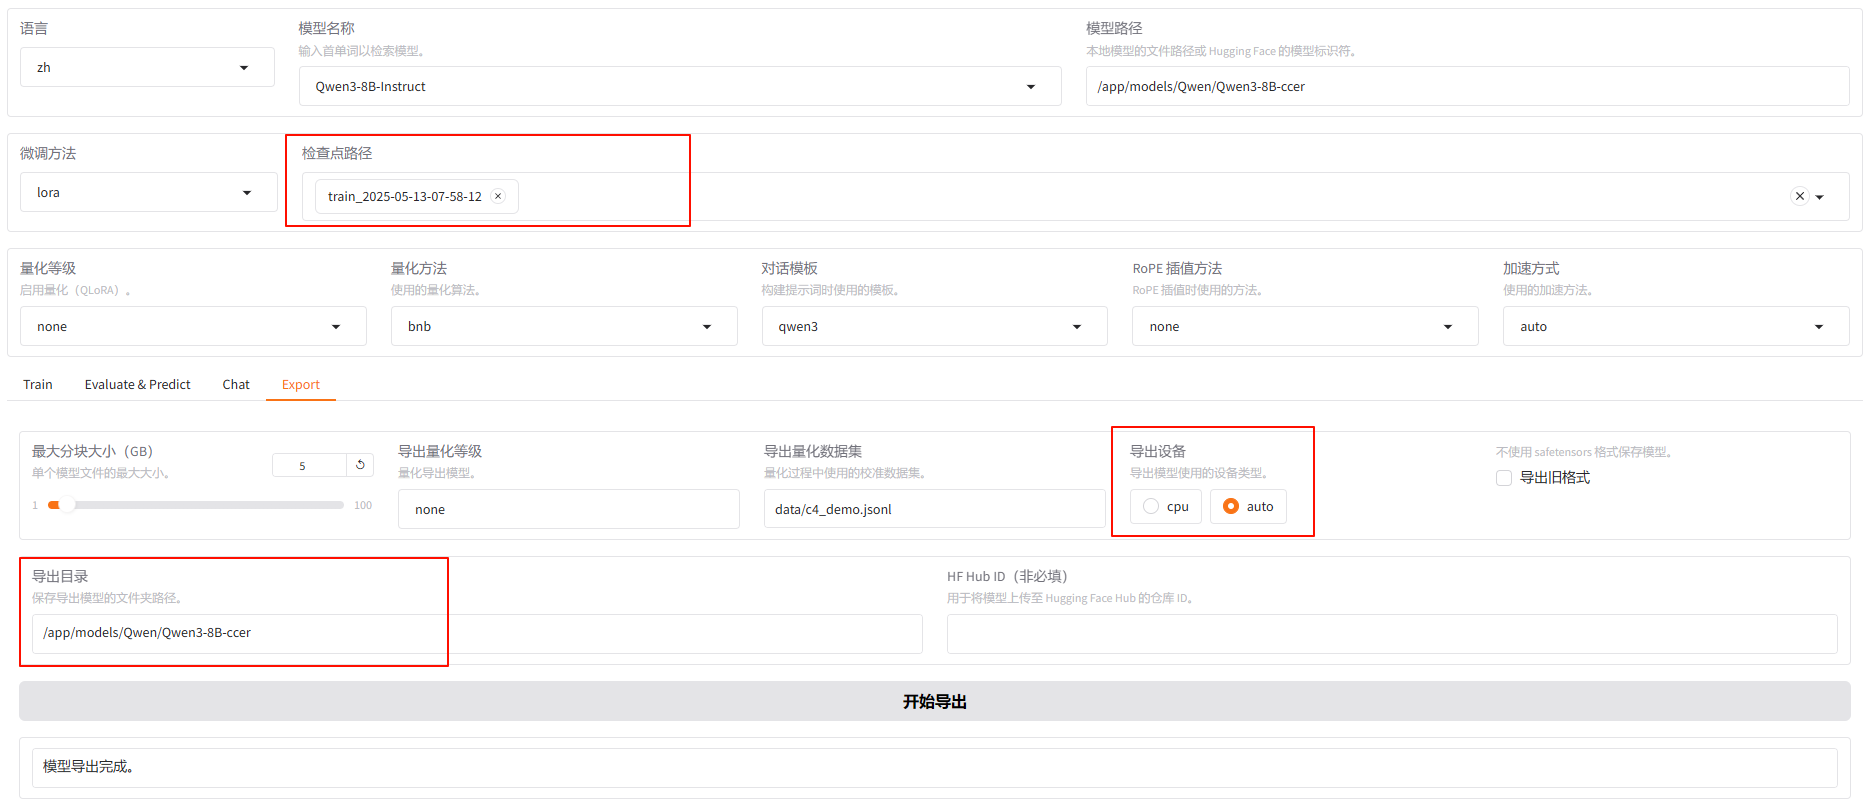 语言
zh
模型名称
输入首单词以检索模型。
Qwen3-8B-Instruct
模型路径
本地模型的文件路径或 Hugging Face 的模型标识符。
/app/models/Qwen/Qwen3-8B-ccer
微调方法
lora
检查点路径
train_2025-05-13-07-58-12
量化等级
启用量化（QLoRA）。
none
量化方法
使用的量化算法。
bnb
对话模板
构建提示词时使用的模板。
qwen3
RoPE 插值方法
RoPE 插值时使用的方法。
none
加速方式
使用的加速方法。
auto
Train Evaluate & Predict Chat Export
最大分块大小（GB）
单个模型文件的最大大小。
5
1 100
导出量化等级
量化导出模型。
none
导出量化数据集
量化过程中使用的校准数据集。
data/c4_demo.jsonl
导出设备
导出模型使用的设备类型。
cpu auto
不使用 safetensors 格式保存模型。
导出旧格式
导出目录
保存导出模型的文件夹路径。
/app/models/Qwen/Qwen3-8B-ccer
HF Hub ID（非必填）
用于将模型上传至 Hugging Face Hub 的仓库 ID。
开始导出
模型导出完成。